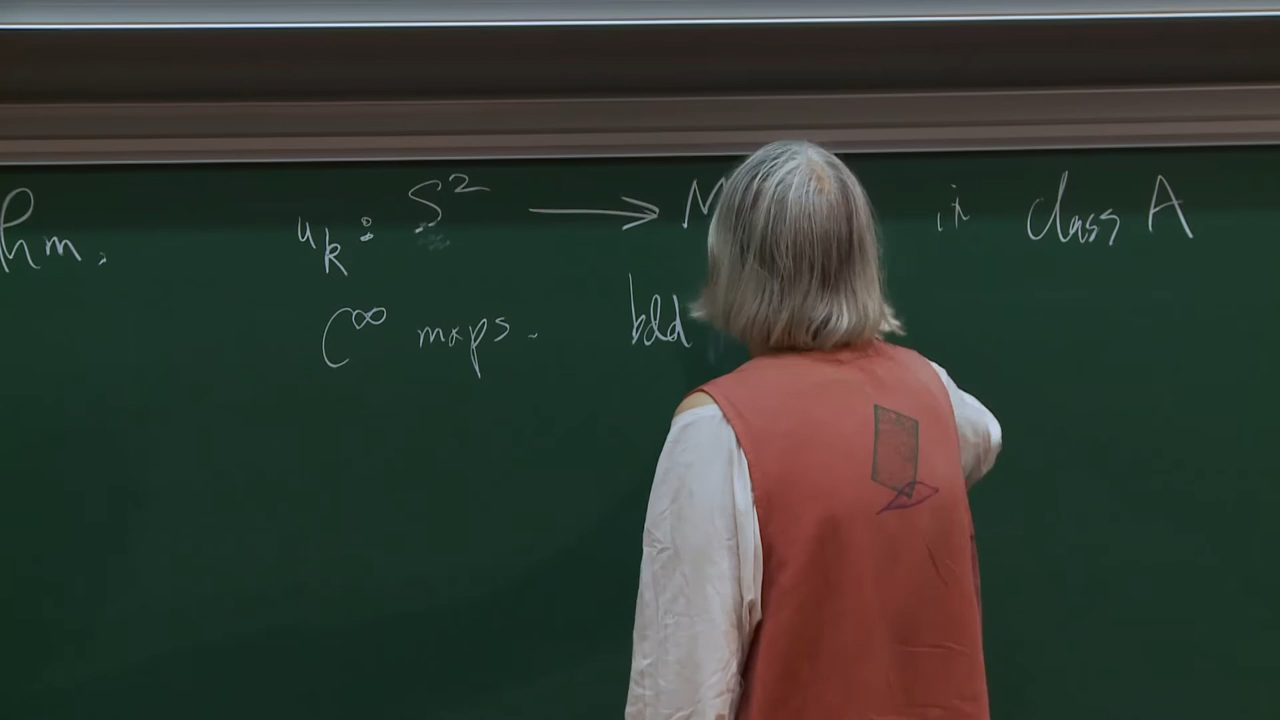 hm.
u_k: S² → M in class A
C^∞ maps. bdd